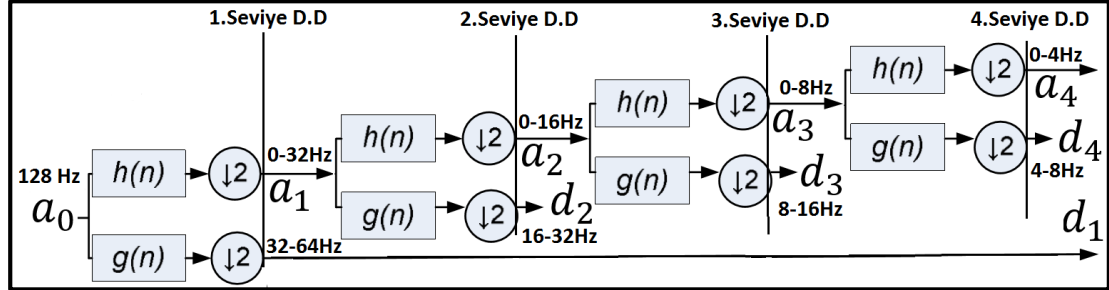 1.Seviye D.D
2.Seviye D.D
3.Seviye D.D
4.Seviye D.D
128 Hz
a₀
h(n)
↓2
0-32Hz
a₁
g(n)
↓2
32-64Hz
d₁
h(n)
↓2
0-16Hz
a₂
g(n)
↓2
d₂
16-32Hz
h(n)
↓2
0-8Hz
a₃
g(n)
↓2
d₃
8-16Hz
h(n)
↓2
0-4Hz
a₄
g(n)
↓2
d₄
4-8Hz